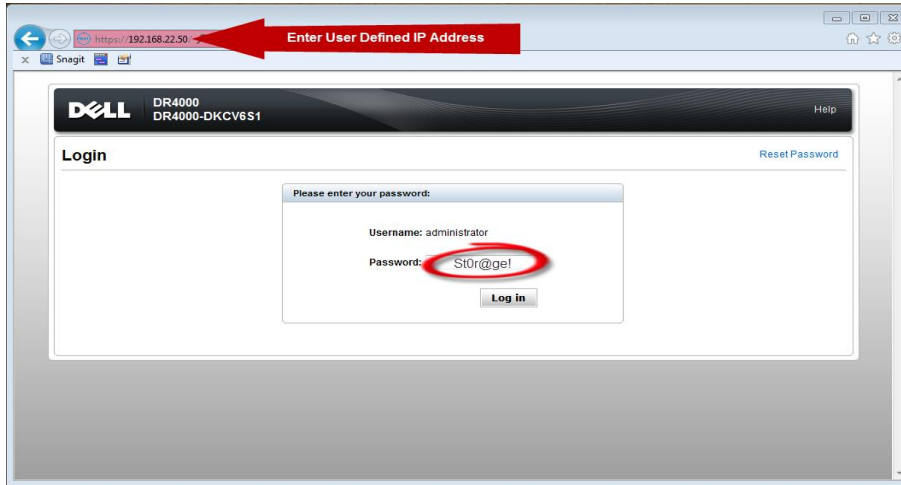 https://192.168.22.50
Enter User Defined IP Address
x Snagit
DELL
DR4000
DR4000-DKCV6S1
Help
Login
Reset Password
Please enter your password:
Username: administrator
Password: St0r@ge!
Log in